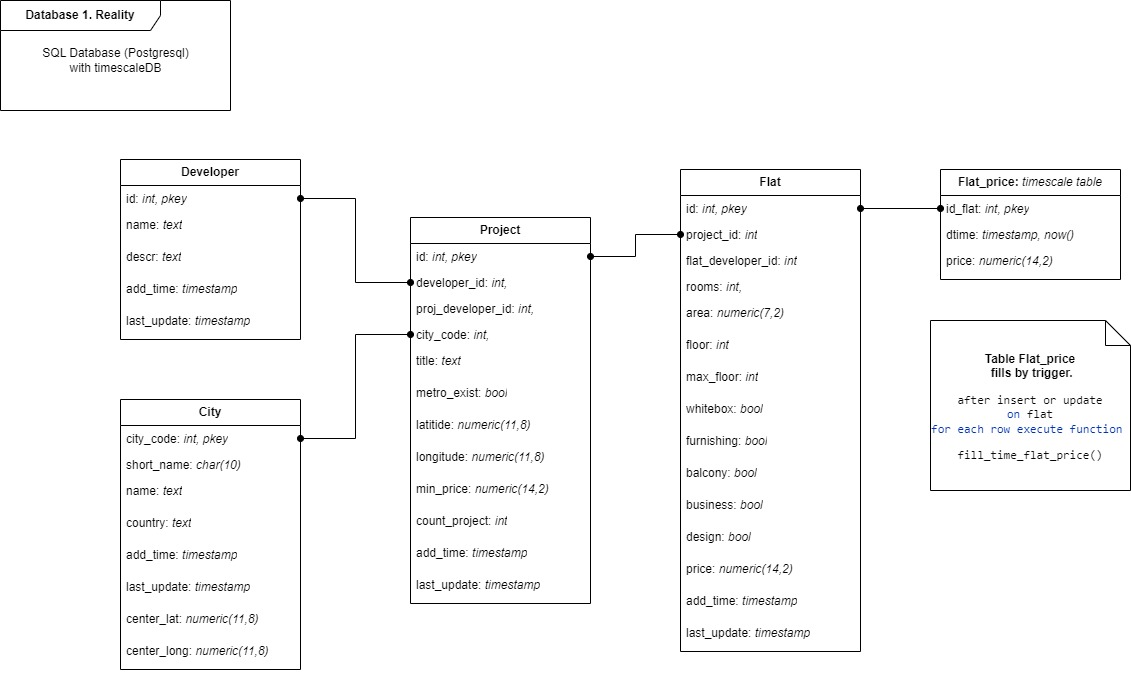 Database 1. Reality
SQL Database (Postgresql)
with timescaleDB
Developer
id: int, pkey
name: text
descr: text
add_time: timestamp
last_update: timestamp
City
city_code: int, pkey
short_name: char(10)
name: text
country: text
add_time: timestamp
last_update: timestamp
center_lat: numeric(11,8)
center_long: numeric(11,8)
Project
id: int, pkey
developer_id: int,
proj_developer_id: int,
city_code: int,
title: text
metro_exist: bool
latitide: numeric(11,8)
longitude: numeric(11,8)
min_price: numeric(14,2)
count_project: int
add_time: timestamp
last_update: timestamp
Flat
id: int, pkey
project_id: int
flat_developer_id: int
rooms: int,
area: numeric(7,2)
floor: int
max_floor: int
whitebox: bool
furnishing: bool
balcony: bool
business: bool
design: bool
price: numeric(14,2)
add_time: timestamp
last_update: timestamp
Flat_price: timescale table
id_flat: int, pkey
dtime: timestamp, now()
price: numeric(14,2)
Table Flat_price
fills by trigger.
after insert or update
on flat
for each row execute function
fill_time_flat_price()